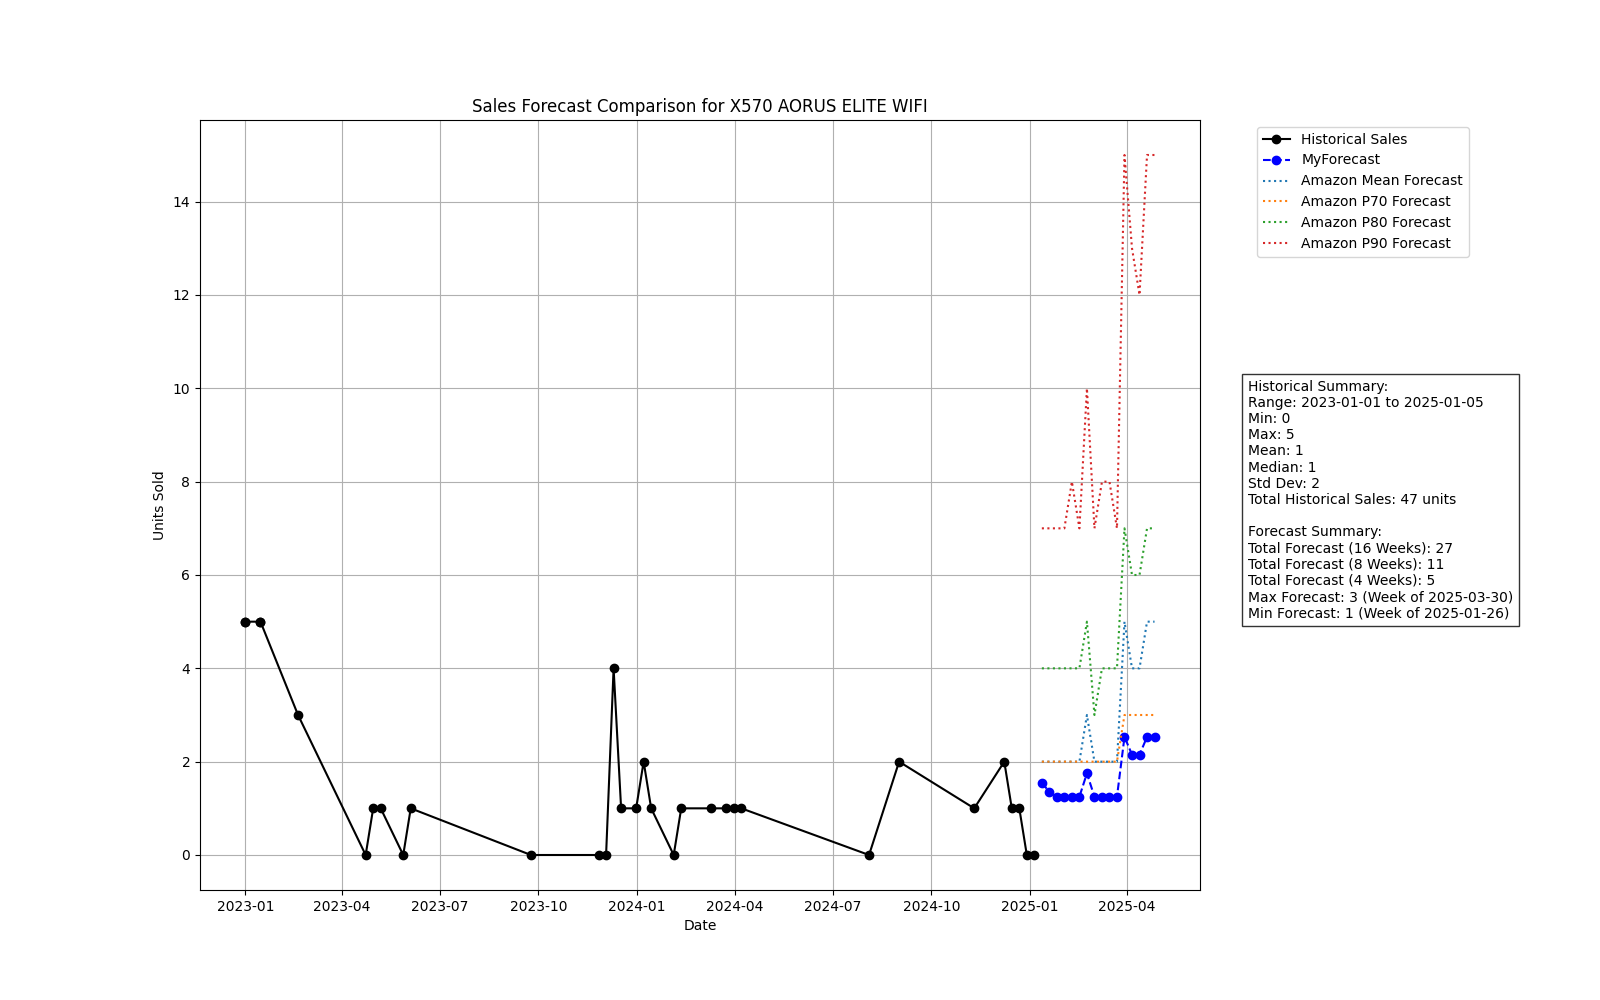 Sales Forecast Comparison for X570 AORUS ELITE WIFI
Historical Sales
MyForecast
Amazon Mean Forecast
Amazon P70 Forecast
Amazon P80 Forecast
Amazon P90 Forecast
14
12
10
8
6
4
2
0
Units Sold
Historical Summary:
Range: 2023-01-01 to 2025-01-05
Min: 0
Max: 5
Mean: 1
Median: 1
Std Dev: 2
Total Historical Sales: 47 units
Forecast Summary:
Total Forecast (16 Weeks): 27
Total Forecast (8 Weeks): 11
Total Forecast (4 Weeks): 5
Max Forecast: 3 (Week of 2025-03-30)
Min Forecast: 1 (Week of 2025-01-26)
2023-01 2023-04 2023-07 2023-10 2024-01 2024-04 2024-07 2024-10 2025-01 2025-04
Date